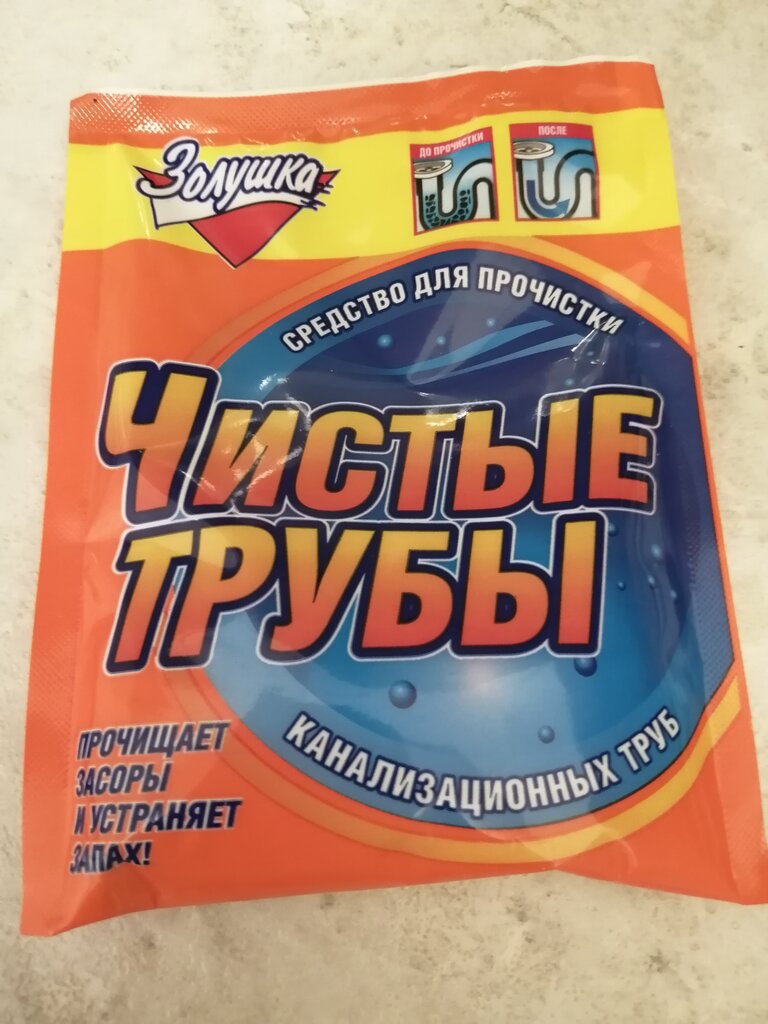 Золушка
ДО ПРОЧИСТКИ
ПОСЛЕ
СРЕДСТВО ДЛЯ ПРОЧИСТКИ
ЧИСТЫЕ
ТРУБЫ
КАНАЛИЗАЦИОННЫХ ТРУБ
ПРОЧИЩАЕТ
ЗАСОРЫ
И УСТРАНЯЕТ
ЗАПАХ!